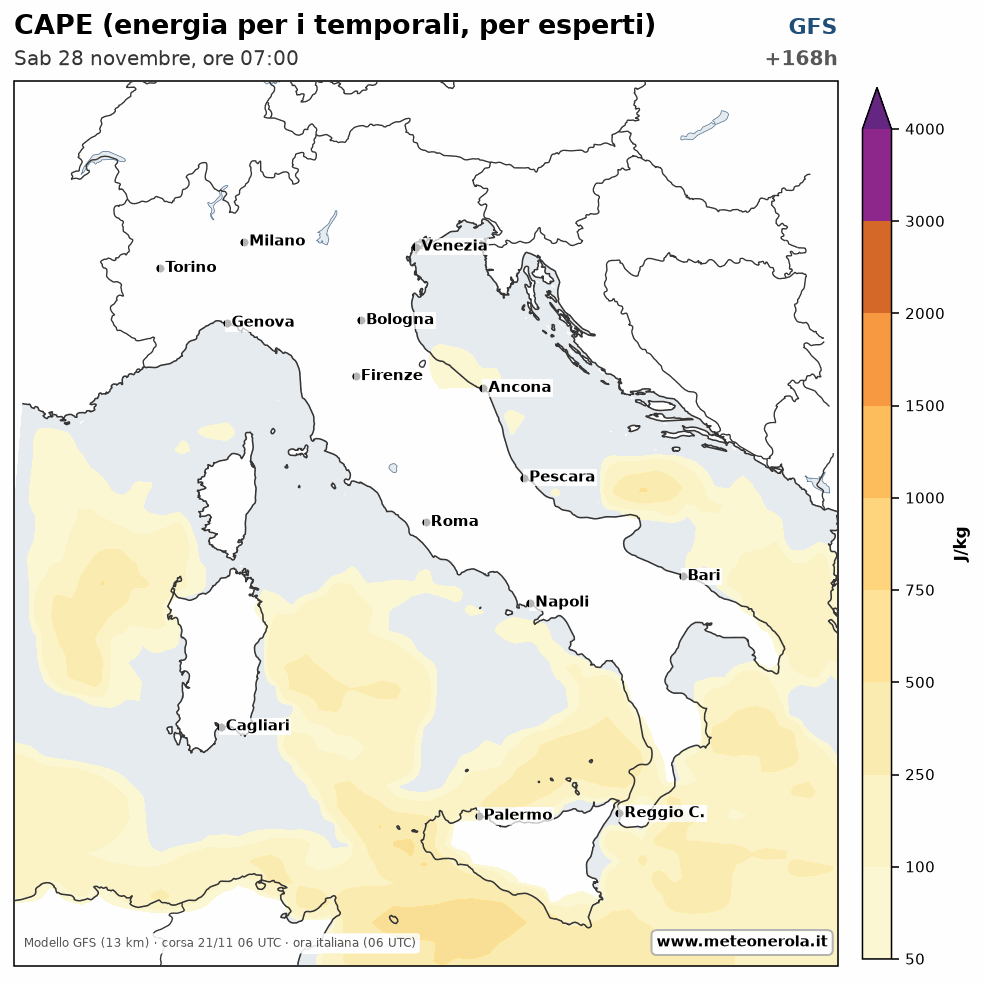 CAPE (energia per i temporali, per esperti)
GFS
Sab 28 novembre, ore 07:00
+168h
4000
3000
2000
1500
1000
750
500
250
100
50
J/kg
Milano
Venezia
Torino
Genova
Bologna
Firenze
Ancona
Pescara
Roma
Bari
Napoli
Cagliari
Palermo
Reggio C.
Modello GFS (13 km) · corsa 21/11 06 UTC · ora italiana (06 UTC)
www.meteonerola.it